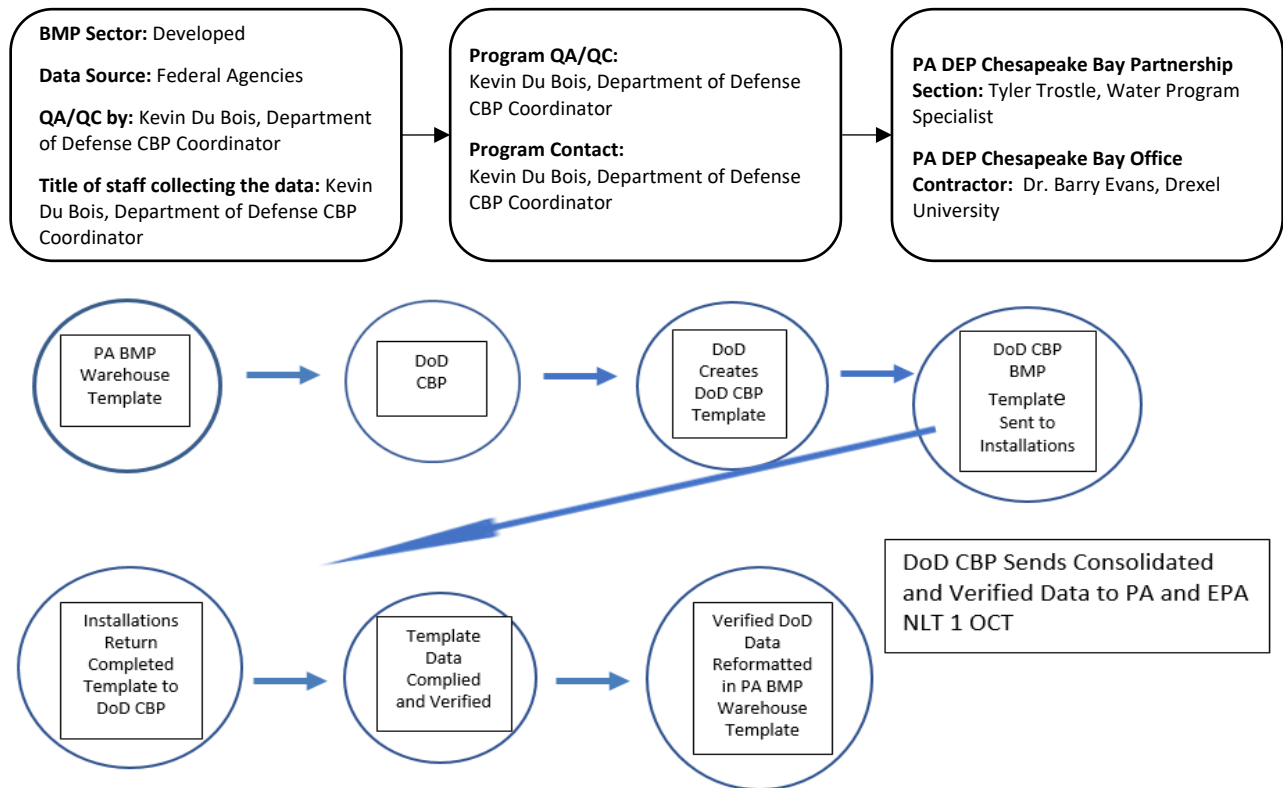 BMP Sector: Developed
Data Source: Federal Agencies
QA/QC by: Kevin Du Bois, Department
of Defense CBP Coordinator
Title of staff collecting the data: Kevin
Du Bois, Department of Defense CBP
Coordinator
Program QA/QC:
Kevin Du Bois, Department of Defense
CBP Coordinator
Program Contact:
Kevin Du Bois, Department of Defense
CBP Coordinator
PA DEP Chesapeake Bay Partnership
Section: Tyler Trostle, Water Program
Specialist
PA DEP Chesapeake Bay Office
Contractor: Dr. Barry Evans, Drexel
University
PA BMP
Warehouse
Template
DoD
CBP
DoD
Creates
DoD CBP
Template
DoD CBP
BMP
Template
Sent to
Installations
Installations
Return
Completed
Template to
DoD CBP
Template
Data
Complied
and Verified
Verified DoD
Data
Reformatted
in PA BMP
Warehouse
Template
DoD CBP Sends Consolidated
and Verified Data to PA and EPA
NLT 1 OCT